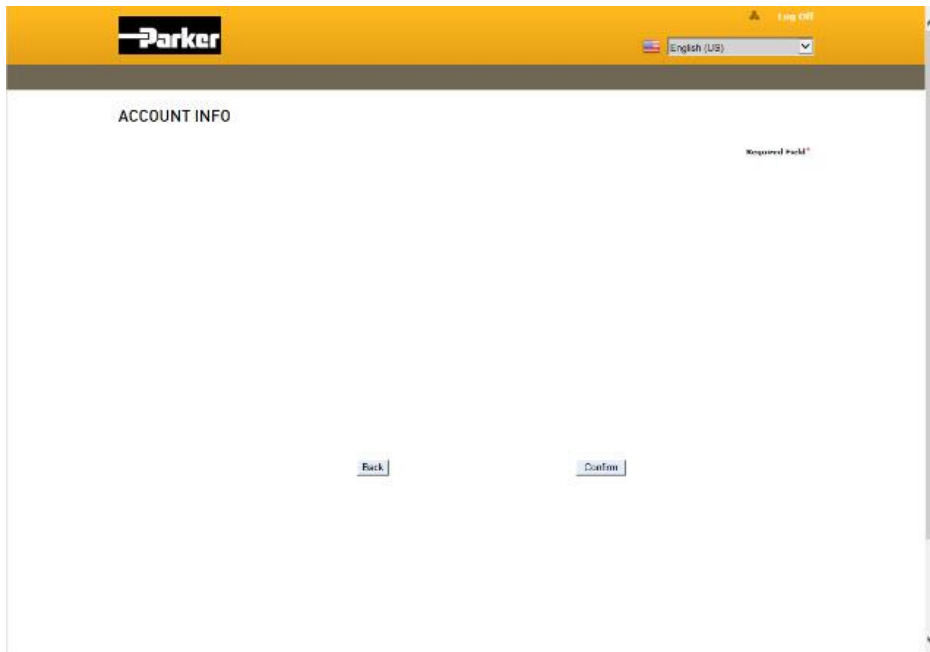 Log Off
Parker
English (US)
ACCOUNT INFO
Required Field*
Back
Confirm